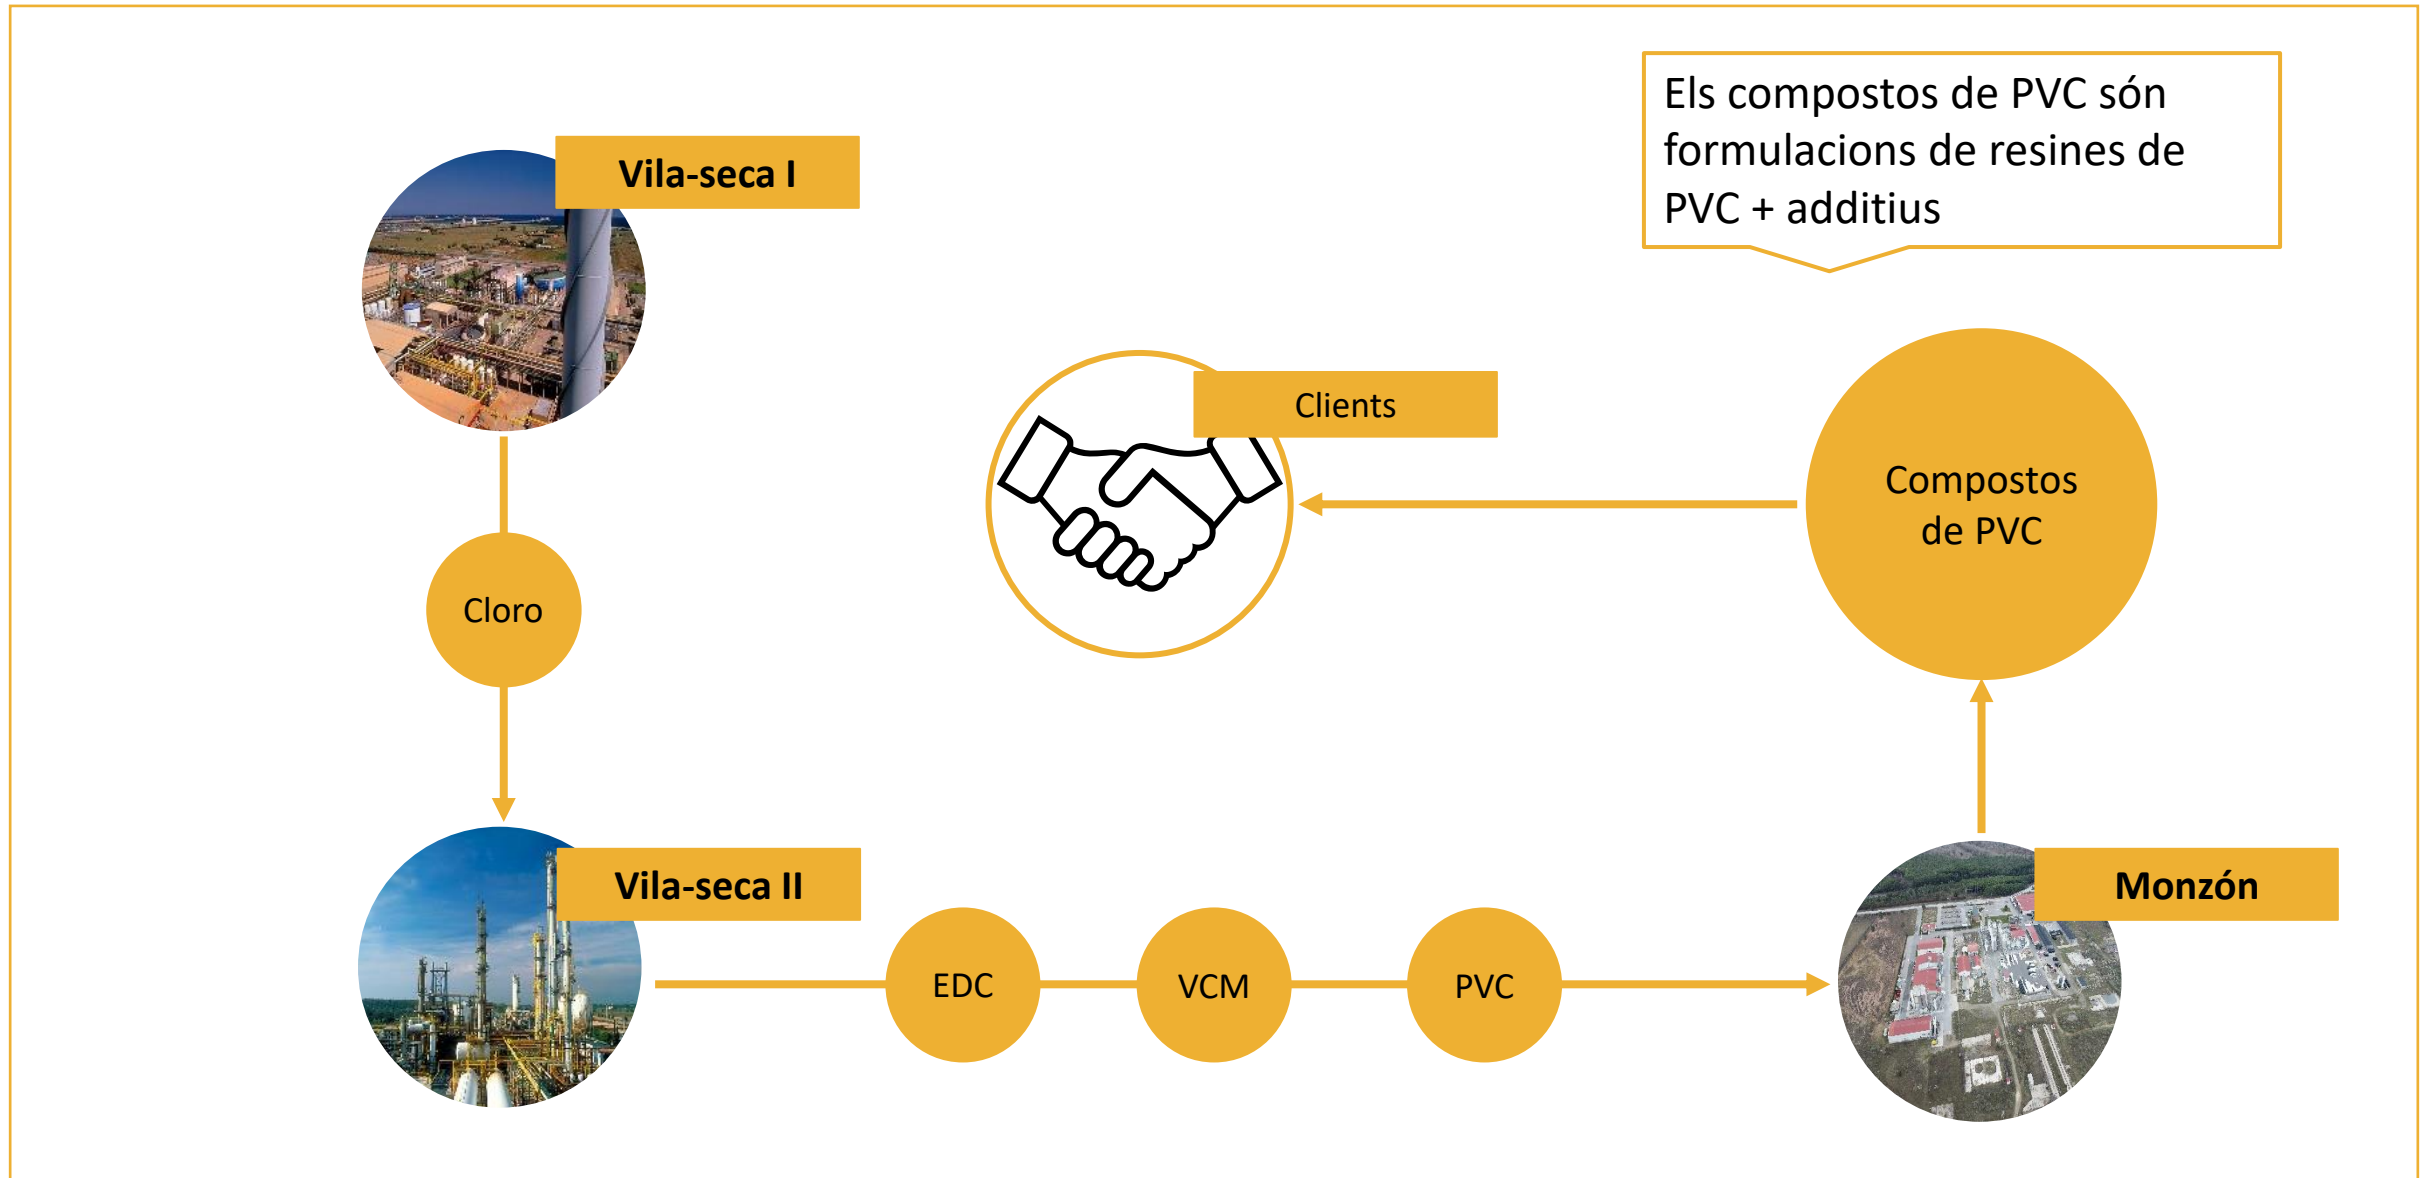 Els compostos de PVC són
formulacions de resines de
PVC + additius
Vila-seca I
Clients
Compostos
de PVC
Cloro
Vila-seca II
Monzón
EDC
VCM
PVC